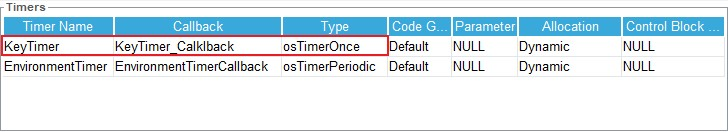 Timers
Timer Name Callback Type Code G... Parameter Allocation Control Block ...
KeyTimer KeyTimer_Calklback osTimerOnce Default NULL Dynamic NULL
EnvironmentTimer EnvironmentTimerCallback osTimerPeriodic Default NULL Dynamic NULL